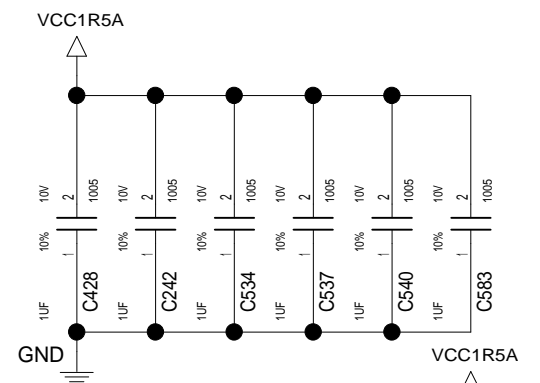 VCC1R5A
10V 2 1005
10% 1
1UF C428
10V 2 1005
10% 1
1UF C242
10V 2 1005
10% 1
1UF C534
10V 2 1005
10% 1
1UF C537
10V 2 1005
10% 1
1UF C540
10V 2 1005
10% 1
1UF C583
GND
VCC1R5A